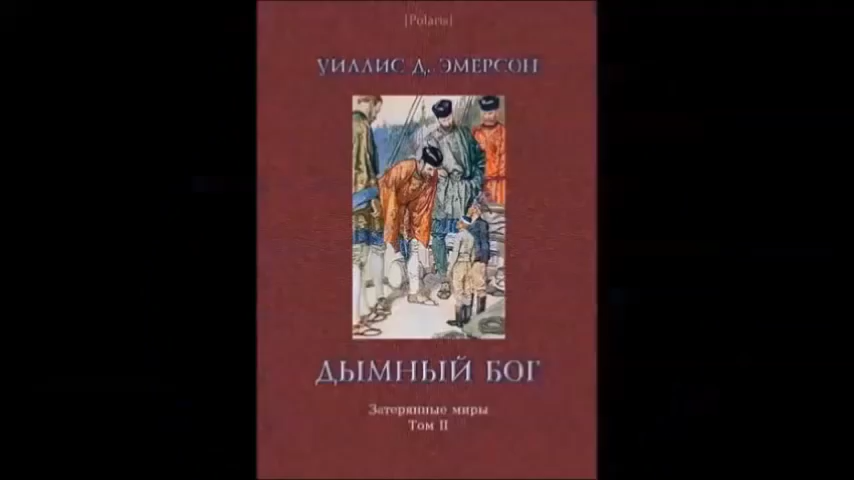 [Polaris]
УИЛЛИС Д. ЭМЕРСОН
ДЫМНЫЙ БОГ
Затерянные миры
Том II